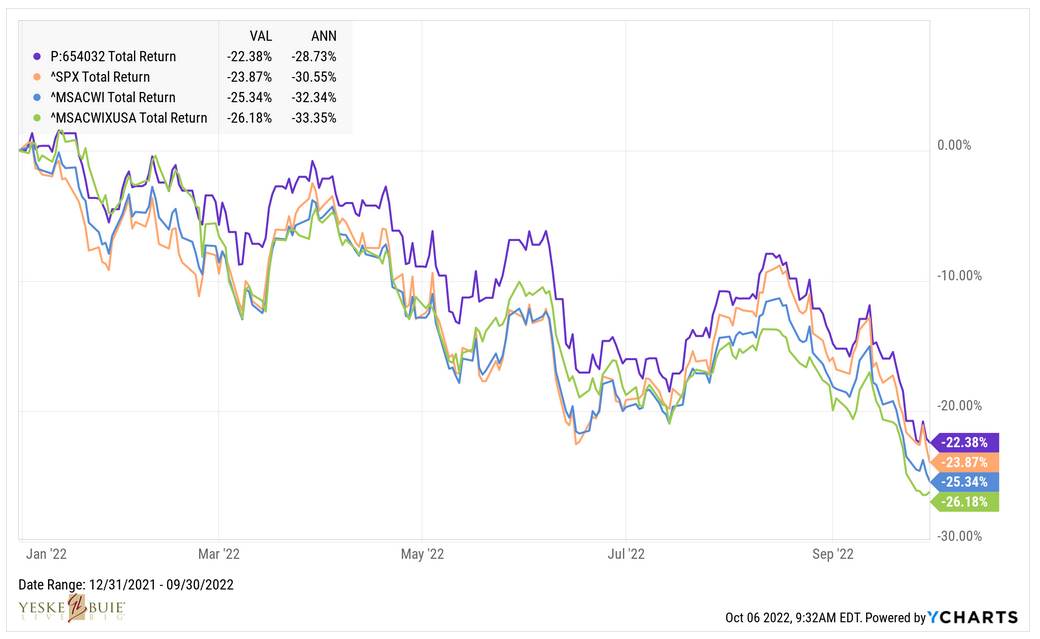 VAL ANN
P:654032 Total Return -22.38% -28.73%
^SPX Total Return -23.87% -30.55%
^MSACWI Total Return -25.34% -32.34%
^MSACWIXUSA Total Return -26.18% -33.35%
0.00%
-10.00%
-20.00%
-22.38%
-23.87%
-25.34%
-26.18%
-30.00%
Jan '22 Mar '22 May '22 Jul '22 Sep '22
Date Range: 12/31/2021 - 09/30/2022
YESKE BUIE
LIVE BIG
Oct 06 2022, 9:32AM EDT. Powered by YCHARTS